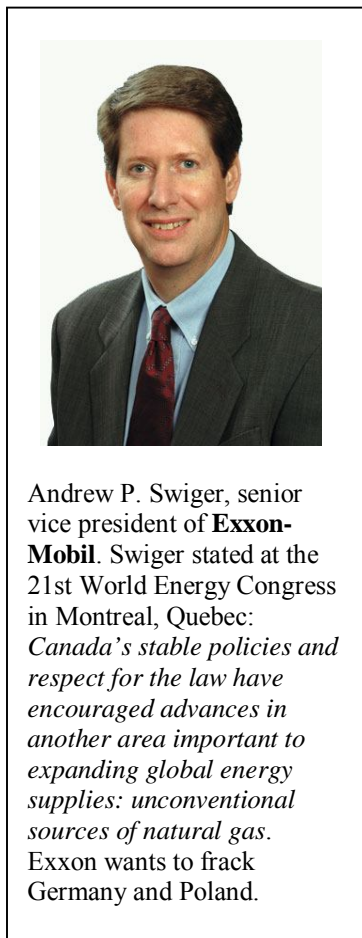 Andrew P. Swiger, senior
vice president of Exxon-
Mobil. Swiger stated at the
21st World Energy Congress
in Montreal, Quebec:
Canada’s stable policies and
respect for the law have
encouraged advances in
another area important to
expanding global energy
supplies: unconventional
sources of natural gas.
Exxon wants to frack
Germany and Poland.